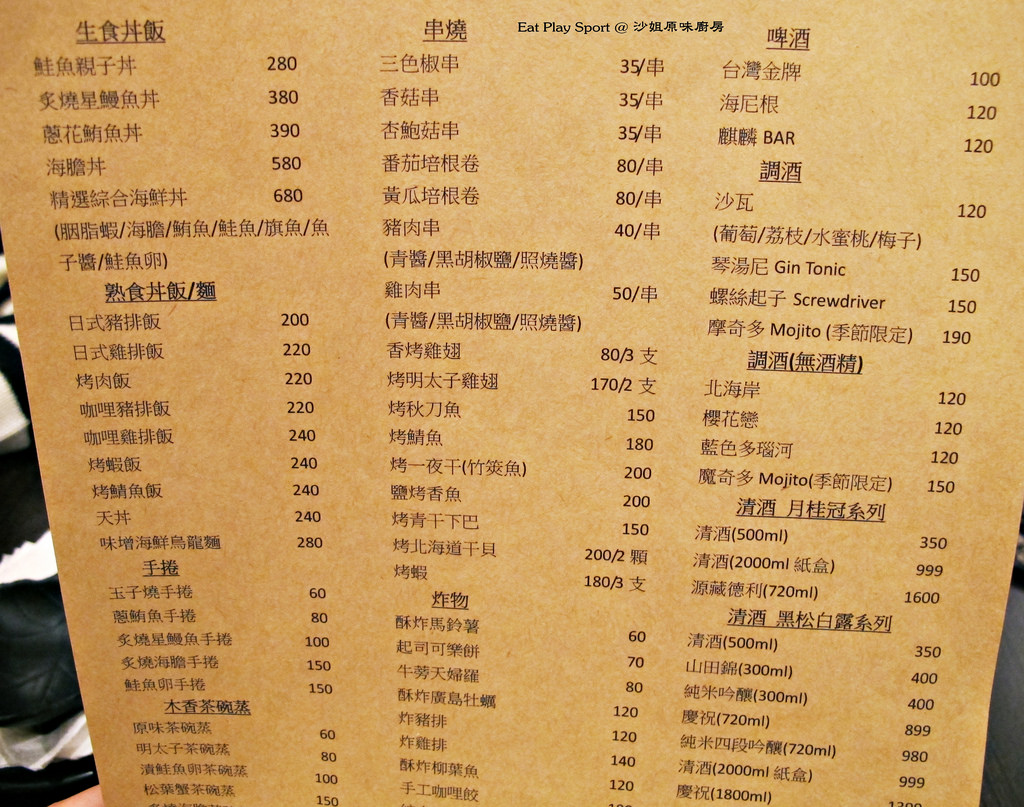 Eat Play Sport @ 沙姐原味廚房
生食丼飯
鮭魚親子丼 280
炙燒星鰻魚丼 380
蔥花鮪魚丼 390
海膽丼 580
精選綜合海鮮丼 680
(胭脂蝦/海膽/鮪魚/鮭魚/旗魚/魚
子醬/鮭魚卵)
熟食丼飯/麵
日式豬排飯 200
日式雞排飯 220
烤肉飯 220
咖哩豬排飯 220
咖哩雞排飯 240
烤蝦飯 240
烤鯖魚飯 240
天丼 240
味增海鮮烏龍麵 280
手捲
玉子燒手捲 60
蔥鮪魚手捲 80
炙燒星鰻魚手捲 100
炙燒海膽手捲 150
鮭魚卵手捲 150
木香茶碗蒸
原味茶碗蒸 60
明太子茶碗蒸 80
漬鮭魚卵茶碗蒸 100
松葉蟹茶碗蒸 150
串燒
三色椒串 35/串
香菇串 35/串
杏鮑菇串 35/串
番茄培根卷 80/串
黃瓜培根卷 80/串
豬肉串 40/串
(青醬/黑胡椒鹽/照燒醬)
雞肉串 50/串
(青醬/黑胡椒鹽/照燒醬)
香烤雞翅 80/3 支
烤明太子雞翅 170/2 支
烤秋刀魚 150
烤鯖魚 180
烤一夜干(竹筴魚) 200
鹽烤香魚 200
烤青干下巴 150
烤北海道干貝 200/2 顆
烤蝦 180/3 支
炸物
酥炸馬鈴薯 60
起司可樂餅 70
牛蒡天婦羅 80
酥炸廣島牡蠣 120
炸豬排 120
炸雞排 140
酥炸柳葉魚 120
手工咖哩餃
啤酒
台灣金牌 100
海尼根 120
麒麟 BAR 120
調酒
沙瓦 120
(葡萄/荔枝/水蜜桃/梅子)
琴湯尼 Gin Tonic 150
螺絲起子 Screwdriver 150
摩奇多 Mojito (季節限定) 190
調酒(無酒精)
北海岸 120
櫻花戀 120
藍色多瑙河 120
魔奇多 Mojito(季節限定) 150
清酒 月桂冠系列
清酒(500ml) 350
清酒(2000ml 紙盒) 999
源藏德利(720ml) 1600
清酒 黑松白露系列
清酒(500ml) 350
山田錦(300ml) 400
純米吟釀(300ml) 400
慶祝(720ml) 899
純米四段吟釀(720ml) 980
清酒(2000ml 紙盒) 999
慶祝(1800ml)